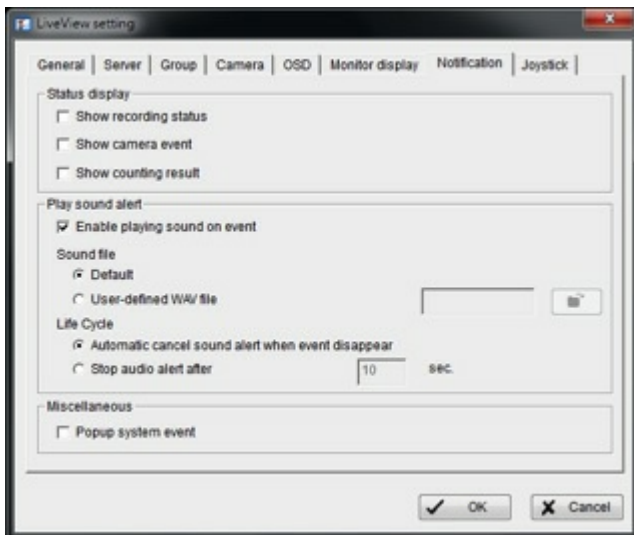 LiveView setting
General Server Group Camera OSD Monitor display Notification Joystick
Status display
Show recording status
Show camera event
Show counting result
Play sound alert
Enable playing sound on event
Sound file
Default
User-defined WAV file
Life Cycle
Automatic cancel sound alert when event disappear
Stop audio alert after 10 sec.
Miscellaneous
Popup system event
OK Cancel